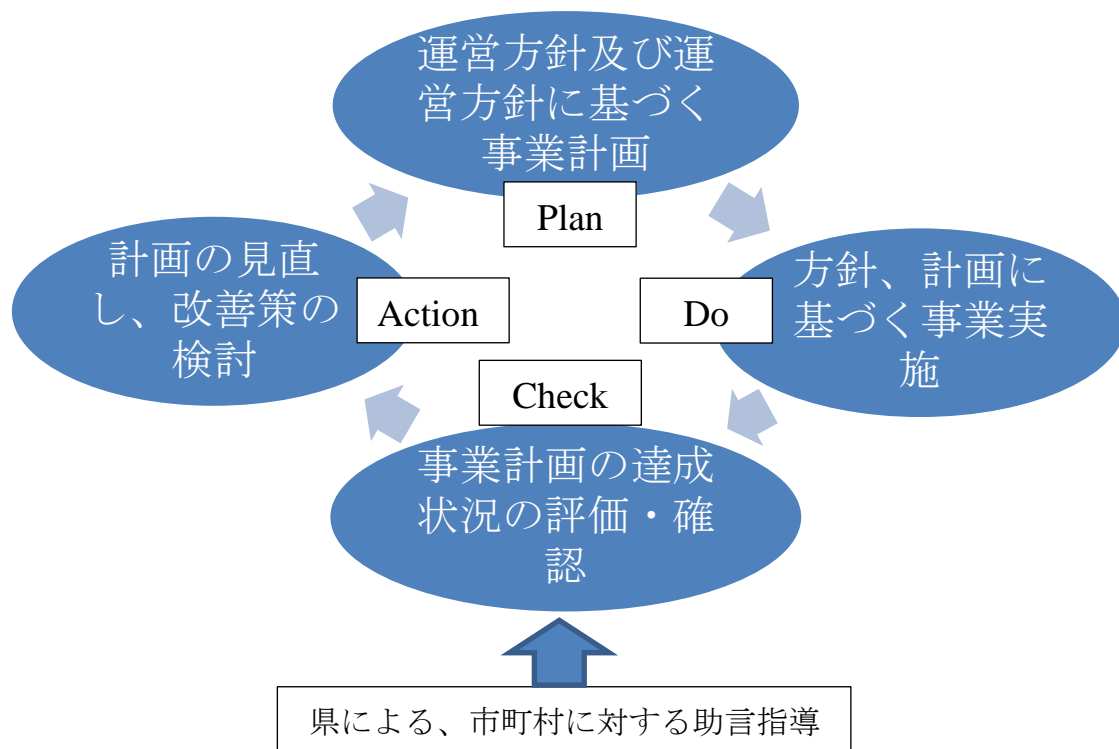 運営方針及び運
営方針に基づく
事業計画
Plan
計画の見直
し、改善策の
検討
Action
Do
方針、計画に
基づく事業実
施
Check
事業計画の達成
状況の評価・確
認
県による、市町村に対する助言指導